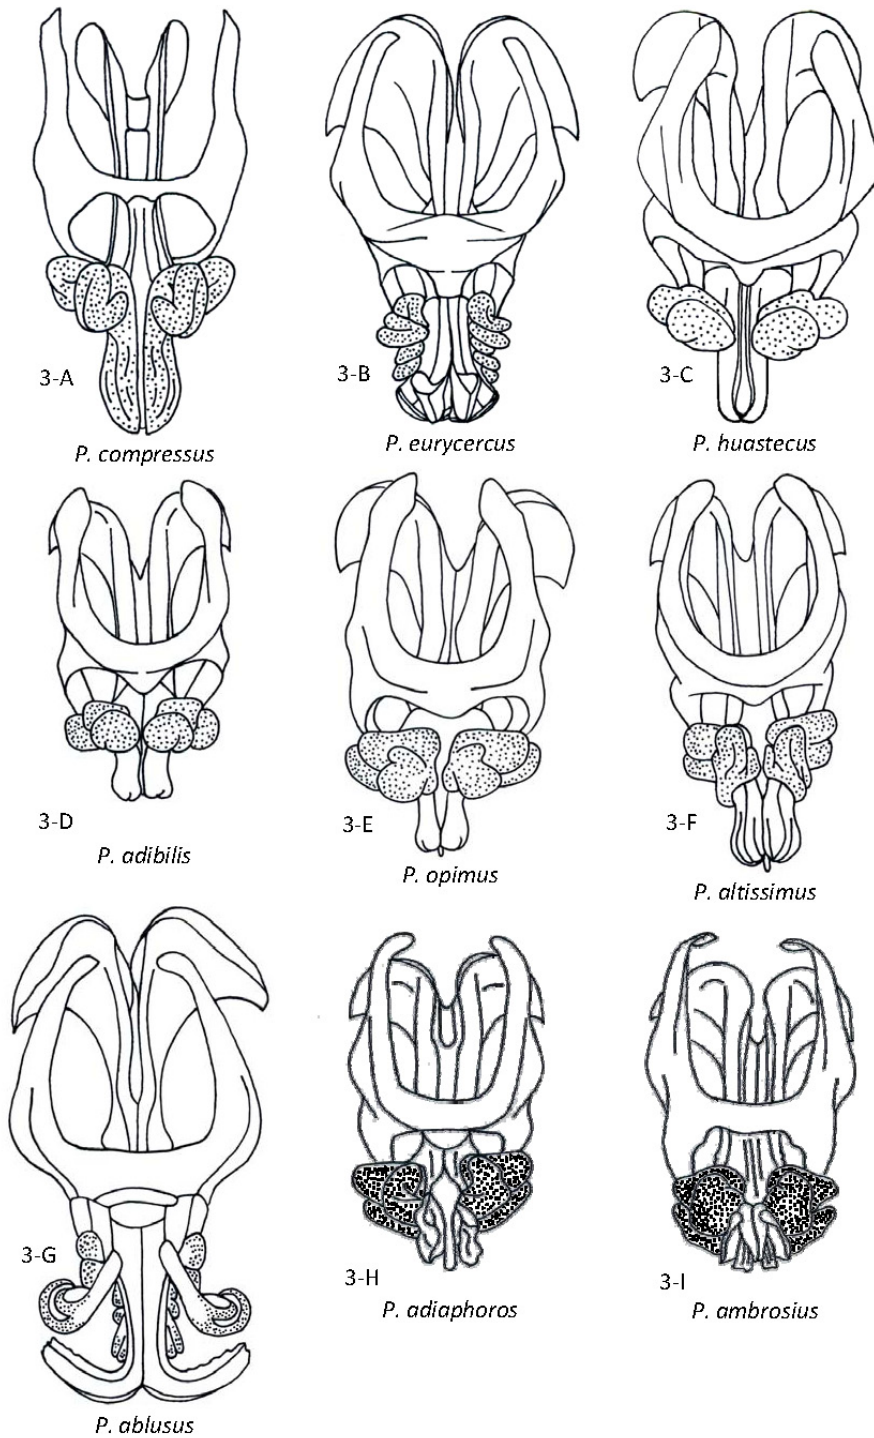 3-A
3-B
3-C
P. compressus
P. eurycercus
P. huastecus
3-D
3-E
3-F
P. adibilis
P. opimus
P. altissimus
3-G
3-H
3-I
P. adiaphoros
P. ambrosius
P. ablusus